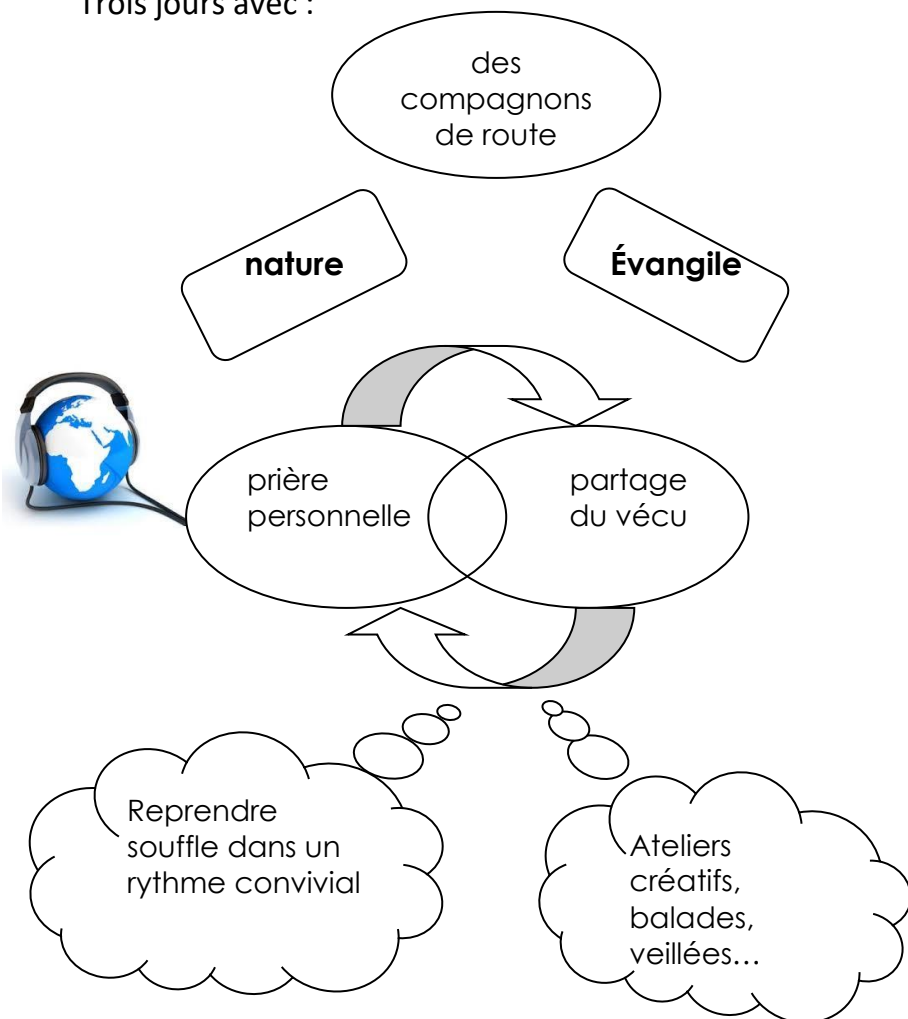 Trois jours avec :
des
compagnons
de route
nature
Évangile
prière
personnelle
partage
du vécu
Reprendre
souffle dans un
rythme convivial
Ateliers
créatifs,
balades,
veillées…